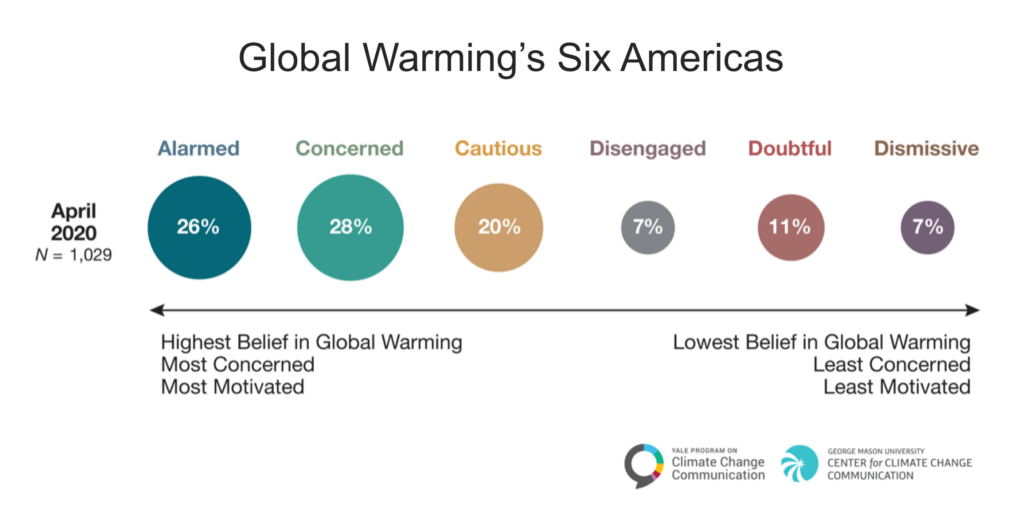 Global Warming’s Six Americas
Alarmed Concerned Cautious Disengaged Doubtful Dismissive
April
2020
N = 1,029
26% 28% 20% 7% 11% 7%
Highest Belief in Global Warming
Most Concerned
Most Motivated
Lowest Belief in Global Warming
Least Concerned
Least Motivated
YALE PROGRAM ON
Climate Change
Communication
GEORGE MASON UNIVERSITY
CENTER for CLIMATE CHANGE
COMMUNICATION